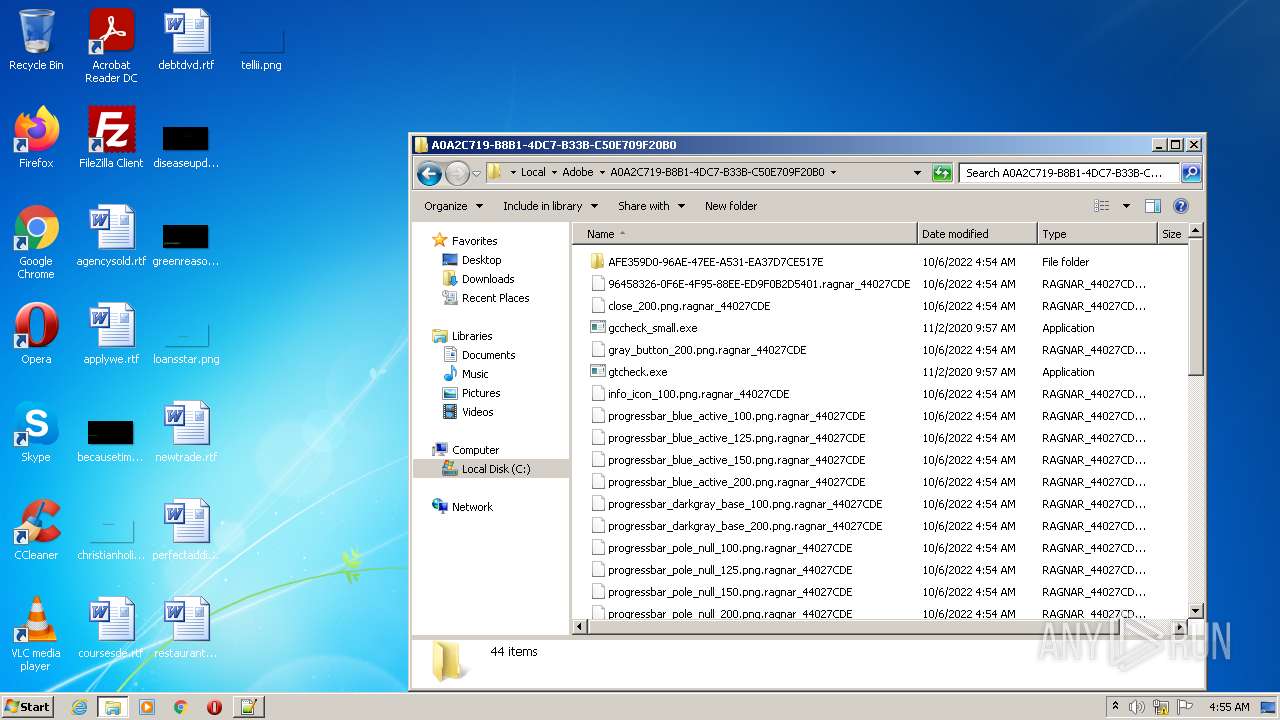 Recycle Bin
Acrobat
Reader DC
debtdvd.rtf
tellii.png
Firefox
FileZilla Client
diseaseupd...
Google
Chrome
agencysold.rtf
greenreaso...
Opera
applywe.rtf
loansstar.png
Skype
becausetim...
newtrade.rtf
CCleaner
christianholi...
perfectaddi...
VLC media
player
coursesde.rtf
restaurant...
A0A2C719-B8B1-4DC7-B33B-C50E709F20B0
Local Adobe A0A2C719-B8B1-4DC7-B33B-C50E709F20B0
Search A0A2C719-B8B1-4DC7-B33B-C...
Organize Include in library Share with New folder
Favorites
Desktop
Downloads
Recent Places
Libraries
Documents
Music
Pictures
Videos
Computer
Local Disk (C:)
Network
Name Date modified Type Size
10/6/2022 4:54 AM File folder
10/6/2022 4:54 AM RAGNAR_44027CD...
close_200.png.ragnar_44027CDE 10/6/2022 4:54 AM RAGNAR_44027CD...
gccheck_small.exe 11/2/2020 9:57 AM Application
cv_button_200.png.ragnar_44027CDE 10/6/2022 4:54 AM RAGNAR_44027CD...
gtcheck.exe 11/2/2020 9:57 AM Application
info_icon_100.png.ragnar_44027CDE 10/6/2022 4:54 AM RAGNAR_44027CD...
progressbar_blue_active_100.png.ragnar_44027CDE 10/6/2022 4:54 AM RAGNAR_44027CD...
progressbar_blue_active_125.png.ragnar_44027CDE 10/6/2022 4:54 AM RAGNAR_44027CD...
progressbar_blue_active_150.png.ragnar_44027CDE 10/6/2022 4:54 AM RAGNAR_44027CD...
progressbar_blue_active_200.png.ragnar_44027CDE 10/6/2022 4:54 AM RAGNAR_44027CD...
progressbar_darkgray_base_100.png.ragnar_44027CDE 10/6/2022 4:54 AM RAGNAR_44027CD...
progressbar_darkgray_base_200.png.ragnar_44027CDE 10/6/2022 4:54 AM RAGNAR_44027CD...
progressbar_pole_null_100.png.ragnar_44027CDE 10/6/2022 4:54 AM RAGNAR_44027CD...
progressbar_pole_null_125.png.ragnar_44027CDE 10/6/2022 4:54 AM RAGNAR_44027CD...
progressbar_pole_null_150.png.ragnar_44027CDE 10/6/2022 4:54 AM RAGNAR_44027CD...
progressbar_pole_null_200.png.ragnar_44027CDE 10/6/2022 4:54 AM RAGNAR_44027CD...
44 items
ANY RUN
Start
4:55 AM